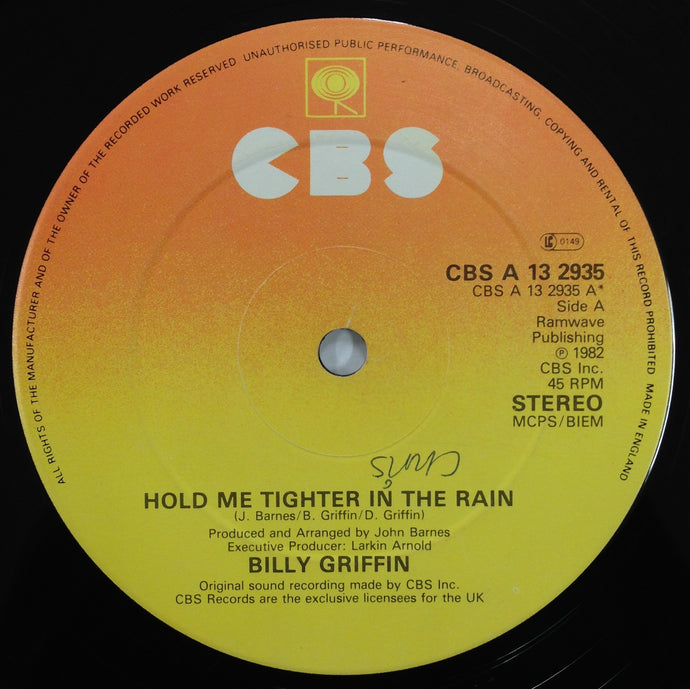 ALL RIGHTS OF THE MANUFACTURER AND OF THE OWNER OF THE RECORDED WORK RESERVED UNAUTHORISED PUBLIC PERFORMANCE, BROADCASTING, COPYING AND RENTAL OF THIS RECORD PROHIBITED MADE IN ENGLAND
CBS
LC 0149
CBS A 13 2935
CBS A 13 2935 A*
Side A
Ramwave
Publishing
℗ 1982
CBS Inc.
45 RPM
STEREO
MCPS/BIEM
HOLD ME TIGHTER IN THE RAIN
(J. Barnes/B. Griffin/D. Griffin)
Produced and Arranged by John Barnes
Executive Producer: Larkin Arnold
BILLY GRIFFIN
Original sound recording made by CBS Inc.
CBS Records are the exclusive licensees for the UK